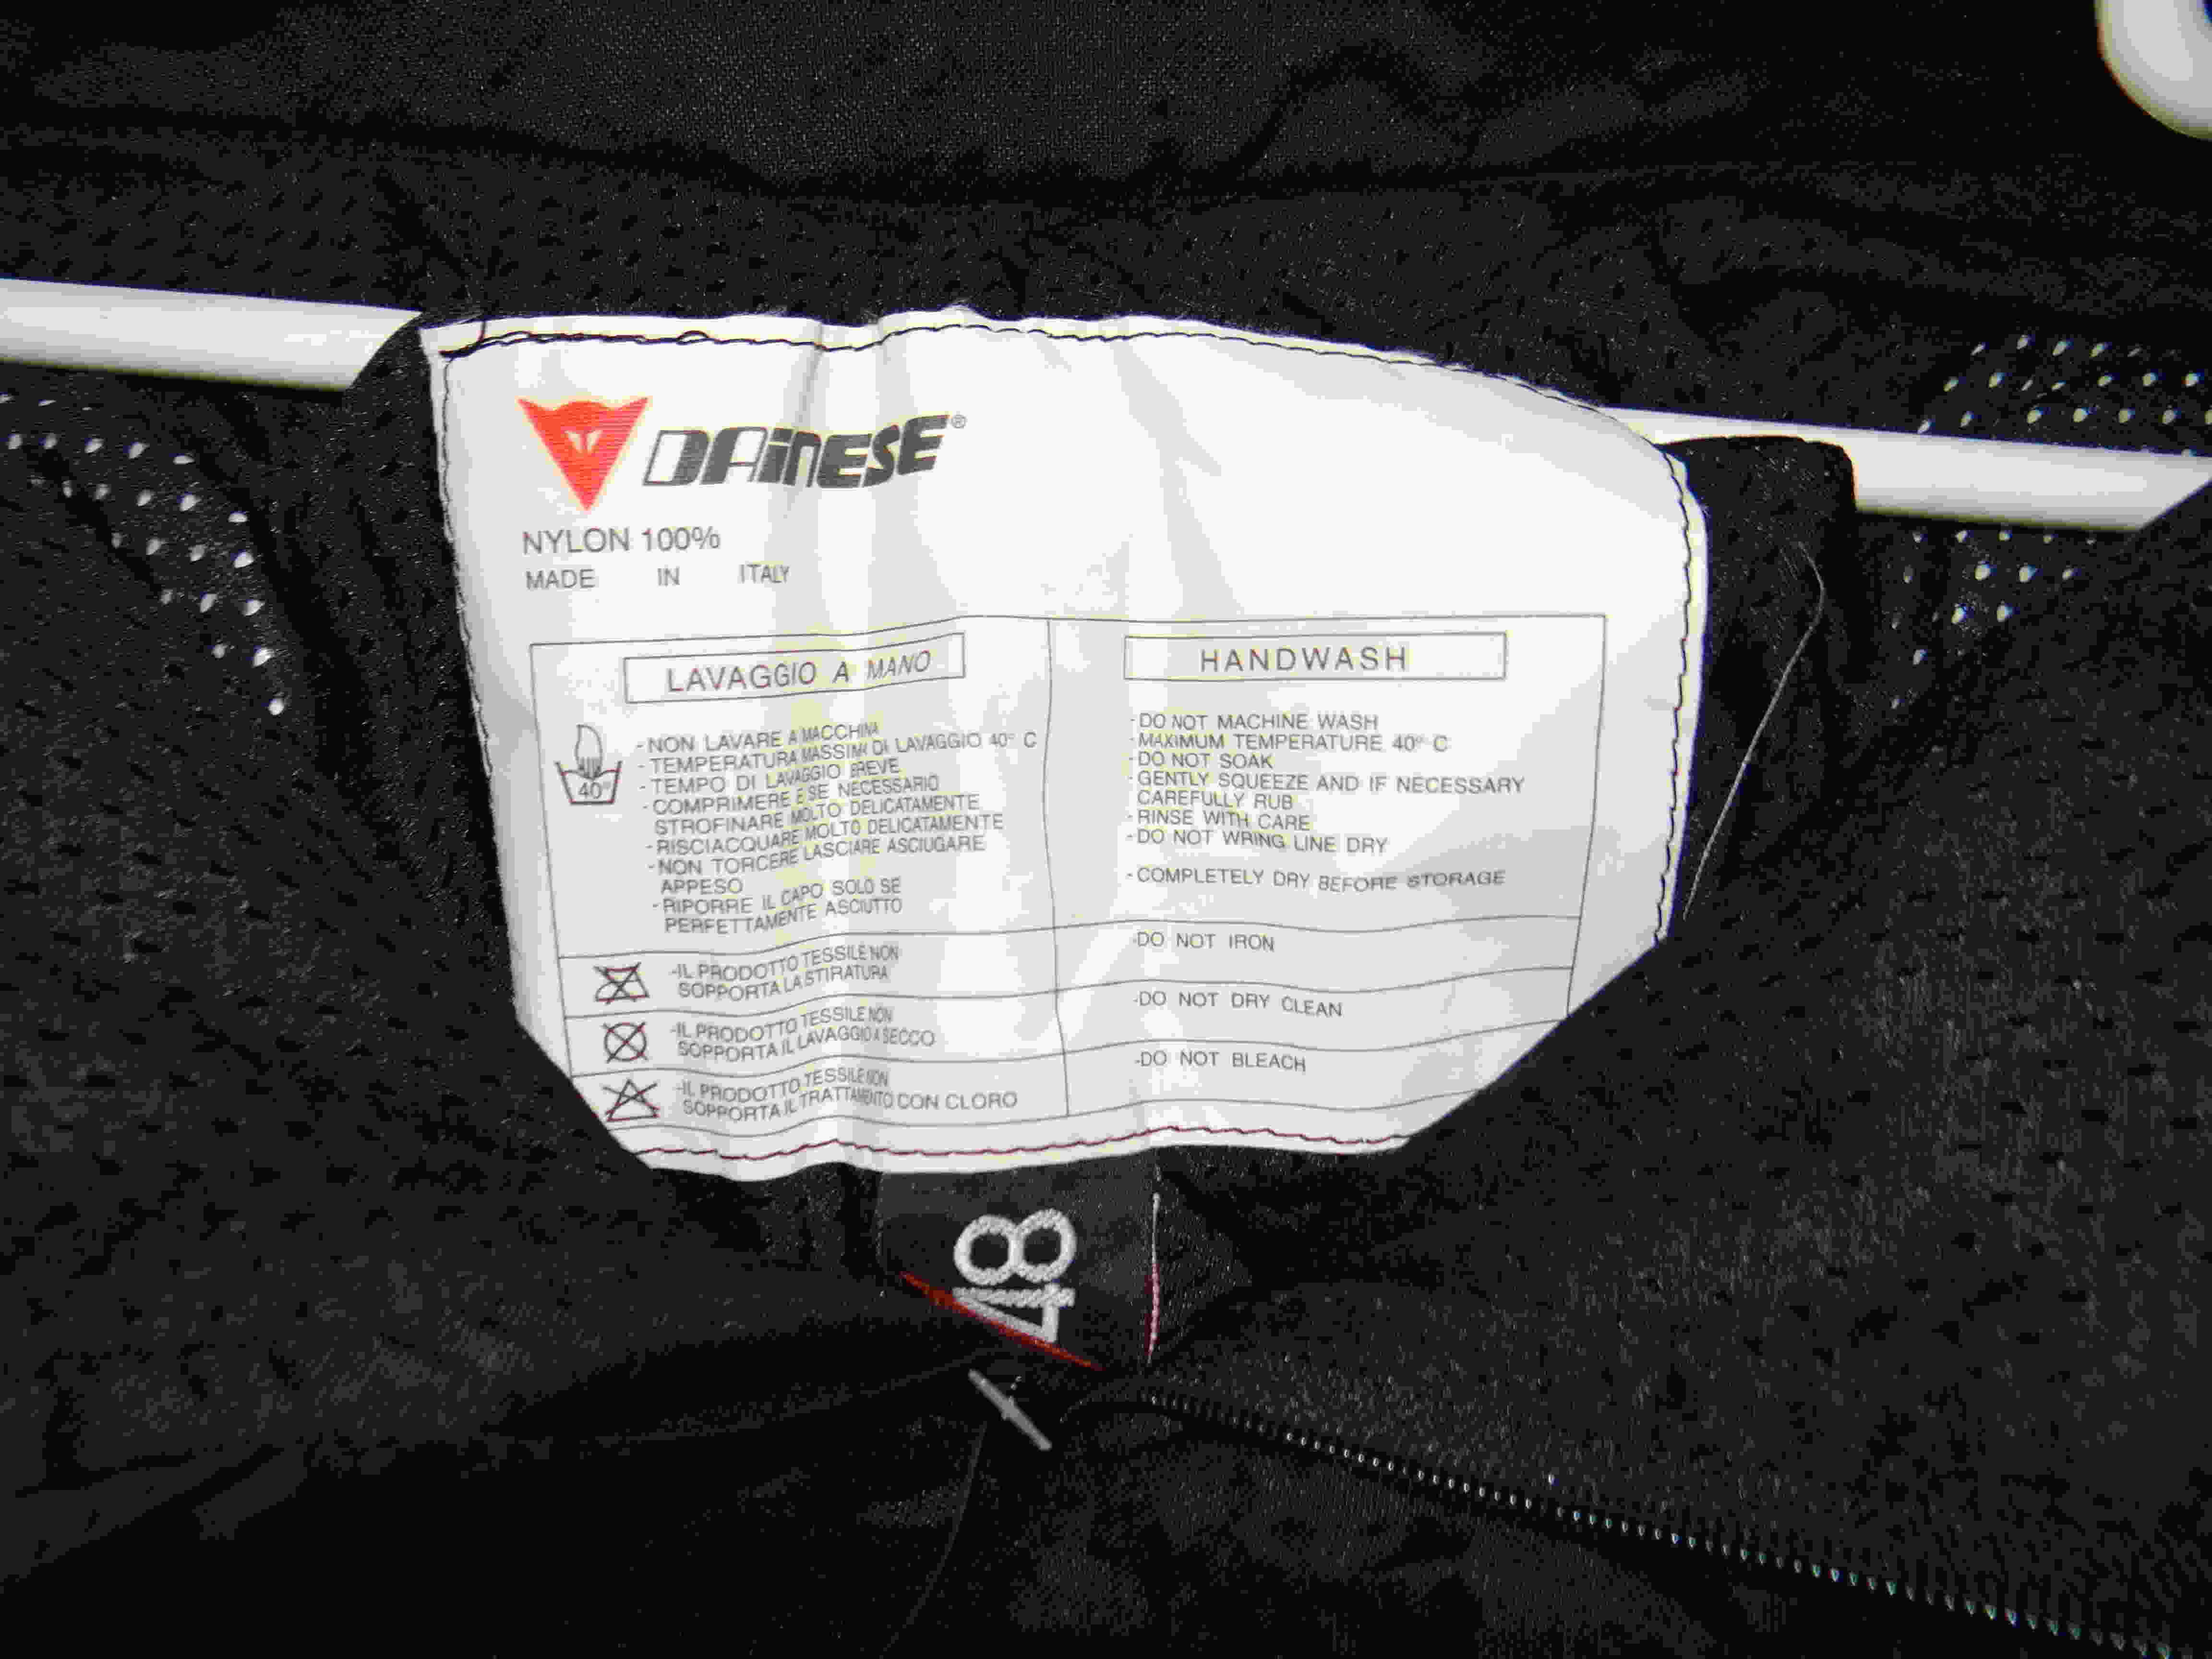 DAiNESE®
NYLON 100%
MADE IN ITALY
LAVAGGIO A MANO
40°
- NON LAVARE A MACCHINA
- TEMPERATURA MASSIMA DI LAVAGGIO 40° C
- TEMPO DI LAVAGGIO BREVE
- COMPRIMERE E SE NECESSARIO
STROFINARE MOLTO DELICATAMENTE
- RISCIACQUARE MOLTO DELICATAMENTE
- NON TORCERE LASCIARE ASCIUGARE
APPESO
- RIPORRE IL CAPO SOLO SE
PERFETTAMENTE ASCIUTTO
-IL PRODOTTO TESSILE NON
SOPPORTA LA STIRATURA
-IL PRODOTTO TESSILE NON
SOPPORTA IL LAVAGGIO A SECCO
-IL PRODOTTO TESSILE NON
SOPPORTA IL TRATTAMENTO CON CLORO
HANDWASH
- DO NOT MACHINE WASH
- MAXIMUM TEMPERATURE 40° C
- DO NOT SOAK
- GENTLY SQUEEZE AND IF NECESSARY
CAREFULLY RUB
- RINSE WITH CARE
- DO NOT WRING LINE DRY
- COMPLETELY DRY BEFORE STORAGE
-DO NOT IRON
-DO NOT DRY CLEAN
-DO NOT BLEACH
48